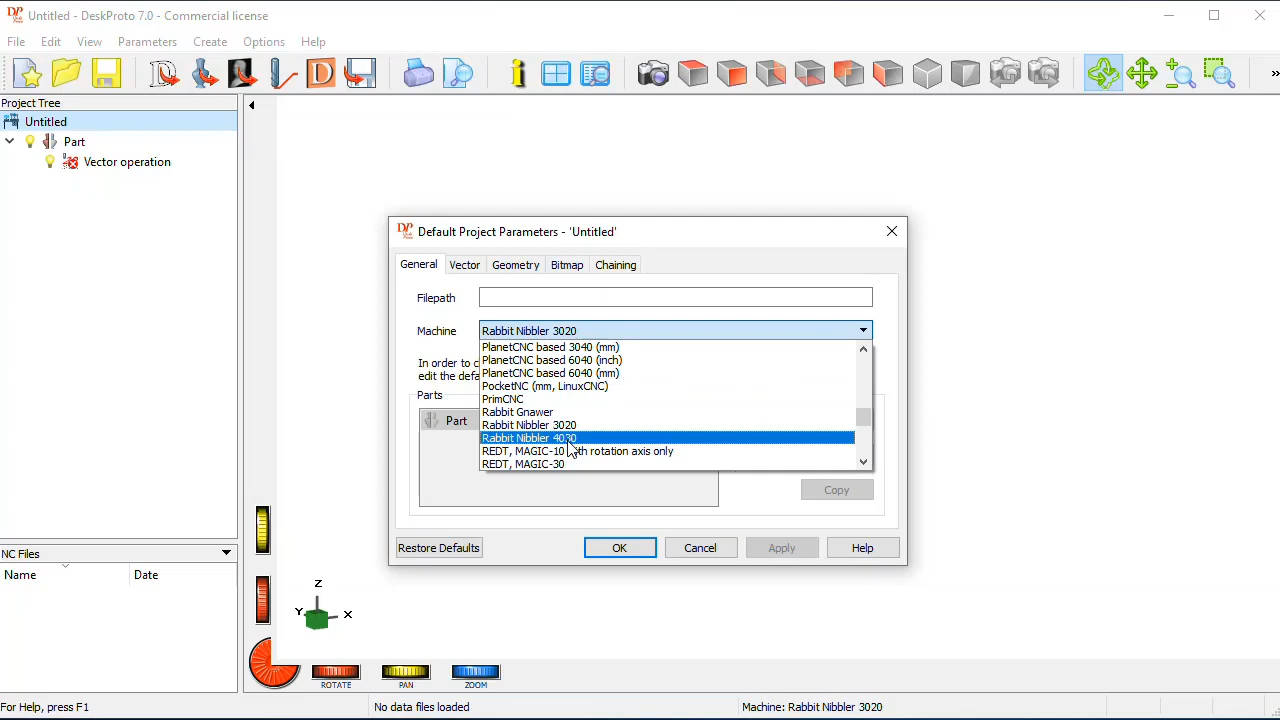 Untitled - DeskProto 7.0 - Commercial license
File Edit View Parameters Create Options Help
Project Tree
Untitled
Part
Vector operation
Default Project Parameters - 'Untitled'
General Vector Geometry Bitmap Chaining
Filepath
Machine Rabbit Nibbler 3020
PlanetCNC based 3040 (mm)
In order to c
PlanetCNC based 6040 (inch)
edit the defa
PlanetCNC based 6040 (mm)
PocketNC (mm, LinuxCNC)
Parts
PrimCNC
Rabbit Gnawer
Part
Rabbit Nibbler 3020
Rabbit Nibbler 4030
REDT, MAGIC-10 with rotation axis only
REDT, MAGIC-30
Copy
Restore Defaults OK Cancel Apply Help
NC Files
Name Date
Z
Y X
ROTATE PAN ZOOM
For Help, press F1 No data files loaded Machine: Rabbit Nibbler 3020